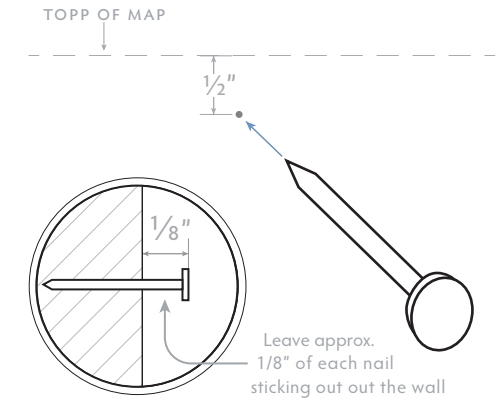 TOPP OF MAP
1/2"
1/8"
Leave approx.
1/8" of each nail
sticking out out the wall